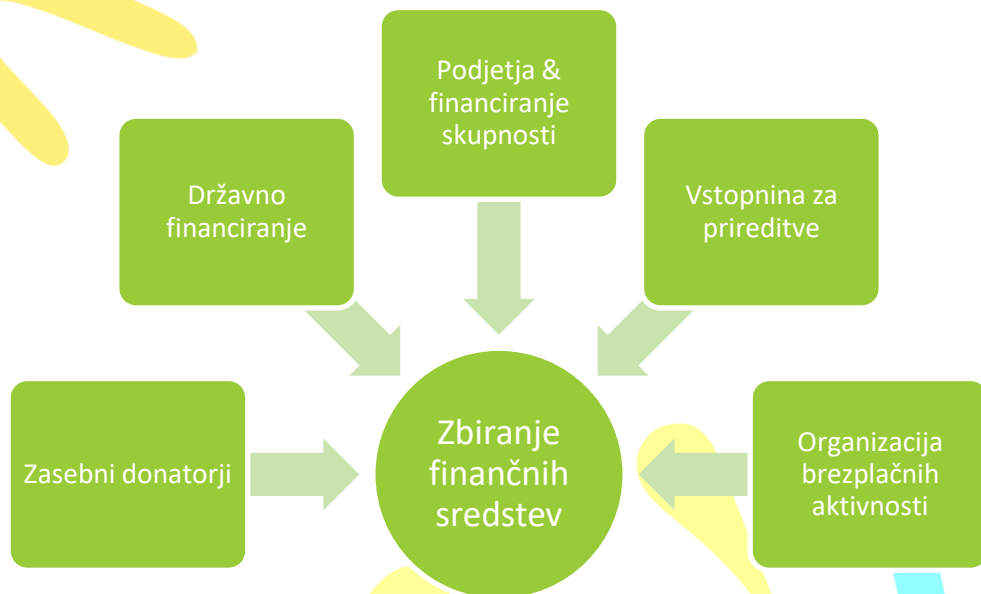 Podjetja &
financiranje
skupnosti
Državno
financiranje
Vstopnina za
prireditve
Zasebni donatorji
Zbiranje
finančnih
sredstev
Organizacija
brezplačnih
aktivnosti